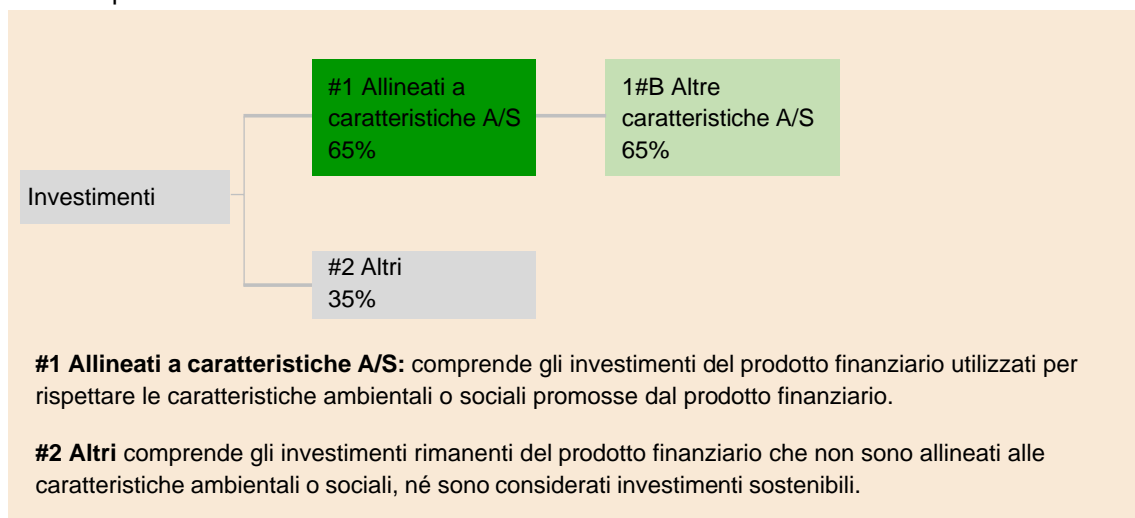 #1 Allineati a
caratteristiche A/S
65%
1#B Altre
caratteristiche A/S
65%
Investimenti
#2 Altri
35%
#1 Allineati a caratteristiche A/S: comprende gli investimenti del prodotto finanziario utilizzati per
rispettare le caratteristiche ambientali o sociali promosse dal prodotto finanziario.
#2 Altri comprende gli investimenti rimanenti del prodotto finanziario che non sono allineati alle
caratteristiche ambientali o sociali, né sono considerati investimenti sostenibili.